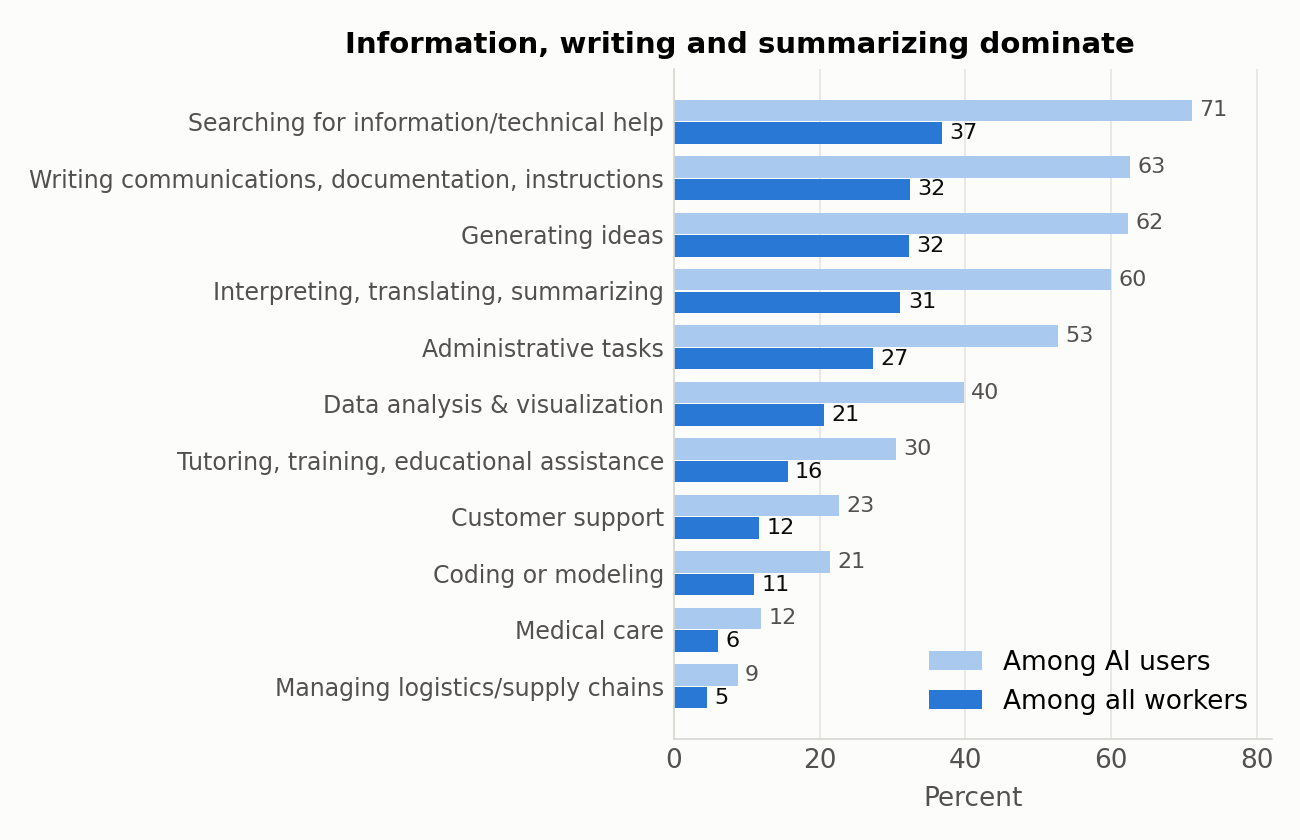 Information, writing and summarizing dominate
Searching for information/technical help
71
37
Writing communications, documentation, instructions
63
32
Generating ideas
62
32
Interpreting, translating, summarizing
60
31
Administrative tasks
53
27
Data analysis & visualization
40
21
Tutoring, training, educational assistance
30
16
Customer support
23
12
Coding or modeling
21
11
Medical care
12
6
Managing logistics/supply chains
9
5
Among AI users
Among all workers
0 20 40 60 80
Percent